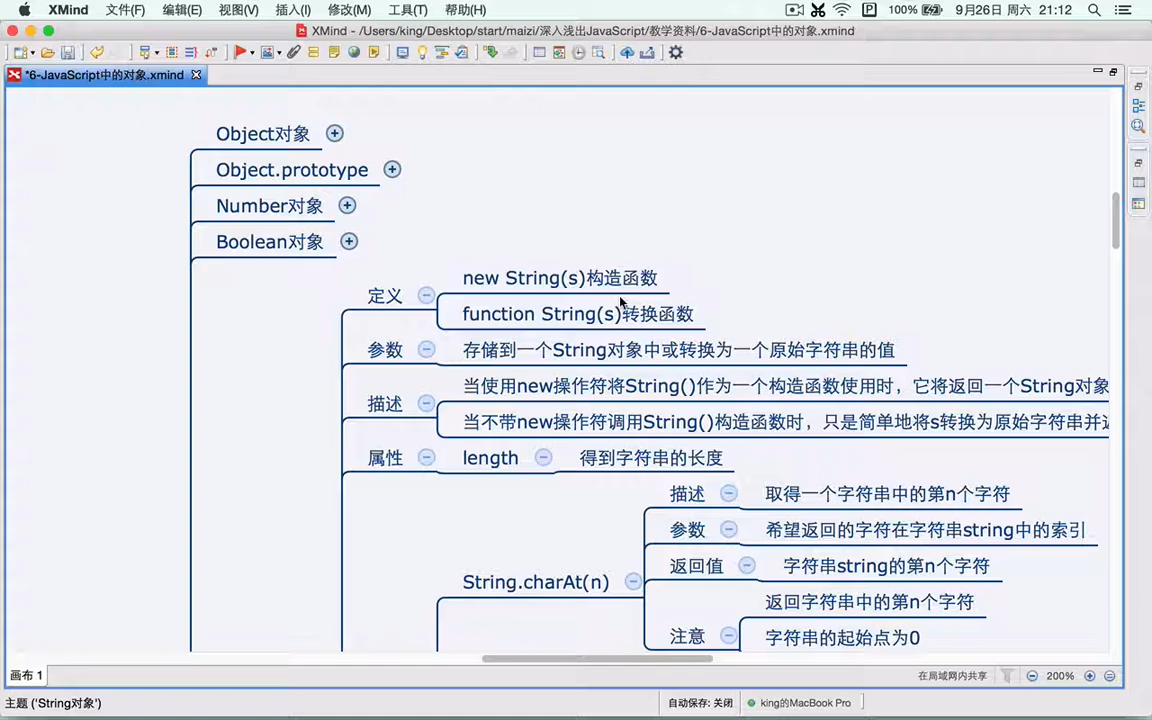 XMind 文件(F) 编辑(E) 视图(V) 插入(I) 修改(M) 工具(T) 帮助(H) 100% 9月26日 周六 21:12
XMind - /Users/king/Desktop/start/maizi/深入浅出JavaScript/教学资料/6-JavaScript中的对象.xmind
*6-JavaScript中的对象.xmind
Object对象
Object.prototype
Number对象
Boolean对象
定义
new String(s)构造函数
function String(s)转换函数
参数
存储到一个String对象中或转换为一个原始字符串的值
描述
当使用new操作符将String()作为一个构造函数使用时，它将返回一个String对象
当不带new操作符调用String()构造函数时，只是简单地将s转换为原始字符串并
属性
length
得到字符串的长度
String.charAt(n)
描述
取得一个字符串中的第n个字符
参数
希望返回的字符在字符串string中的索引
返回值
字符串string的第n个字符
注意
返回字符串中的第n个字符
字符串的起始点为0
画布 1
在局域网内共享
200%
主题 ('String对象')
自动保存: 关闭
king的MacBook Pro